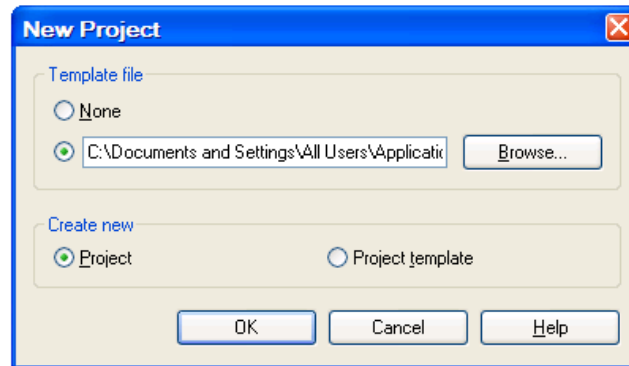 New Project
Template file
None
C:\Documents and Settings\All Users\Applicatic Browse...
Create new
Project Project template
OK Cancel Help